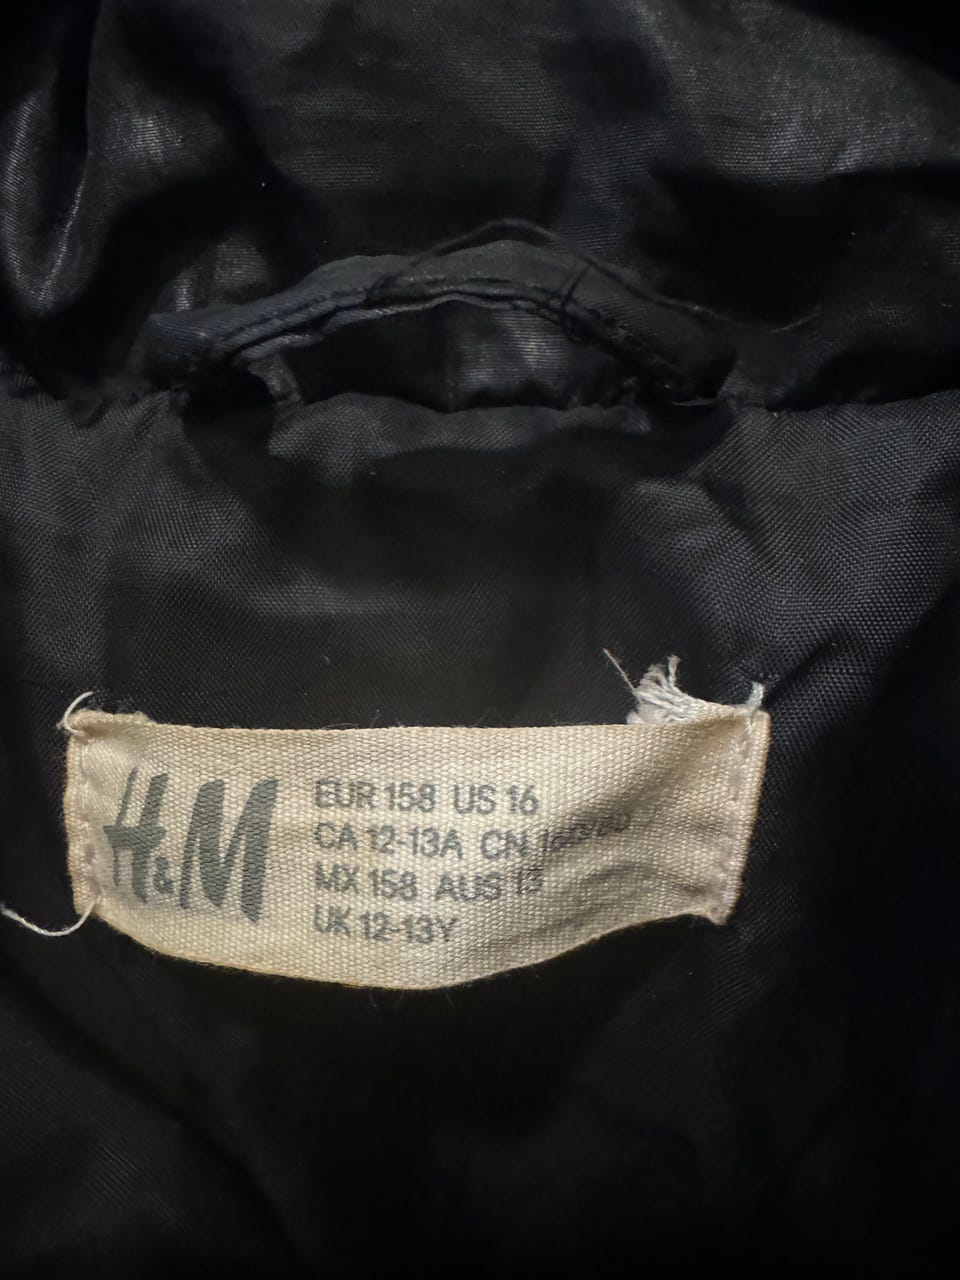 H&M
EUR 158 US 16
CA 12-13A CN
MX 158 AUS 13
UK 12-13Y